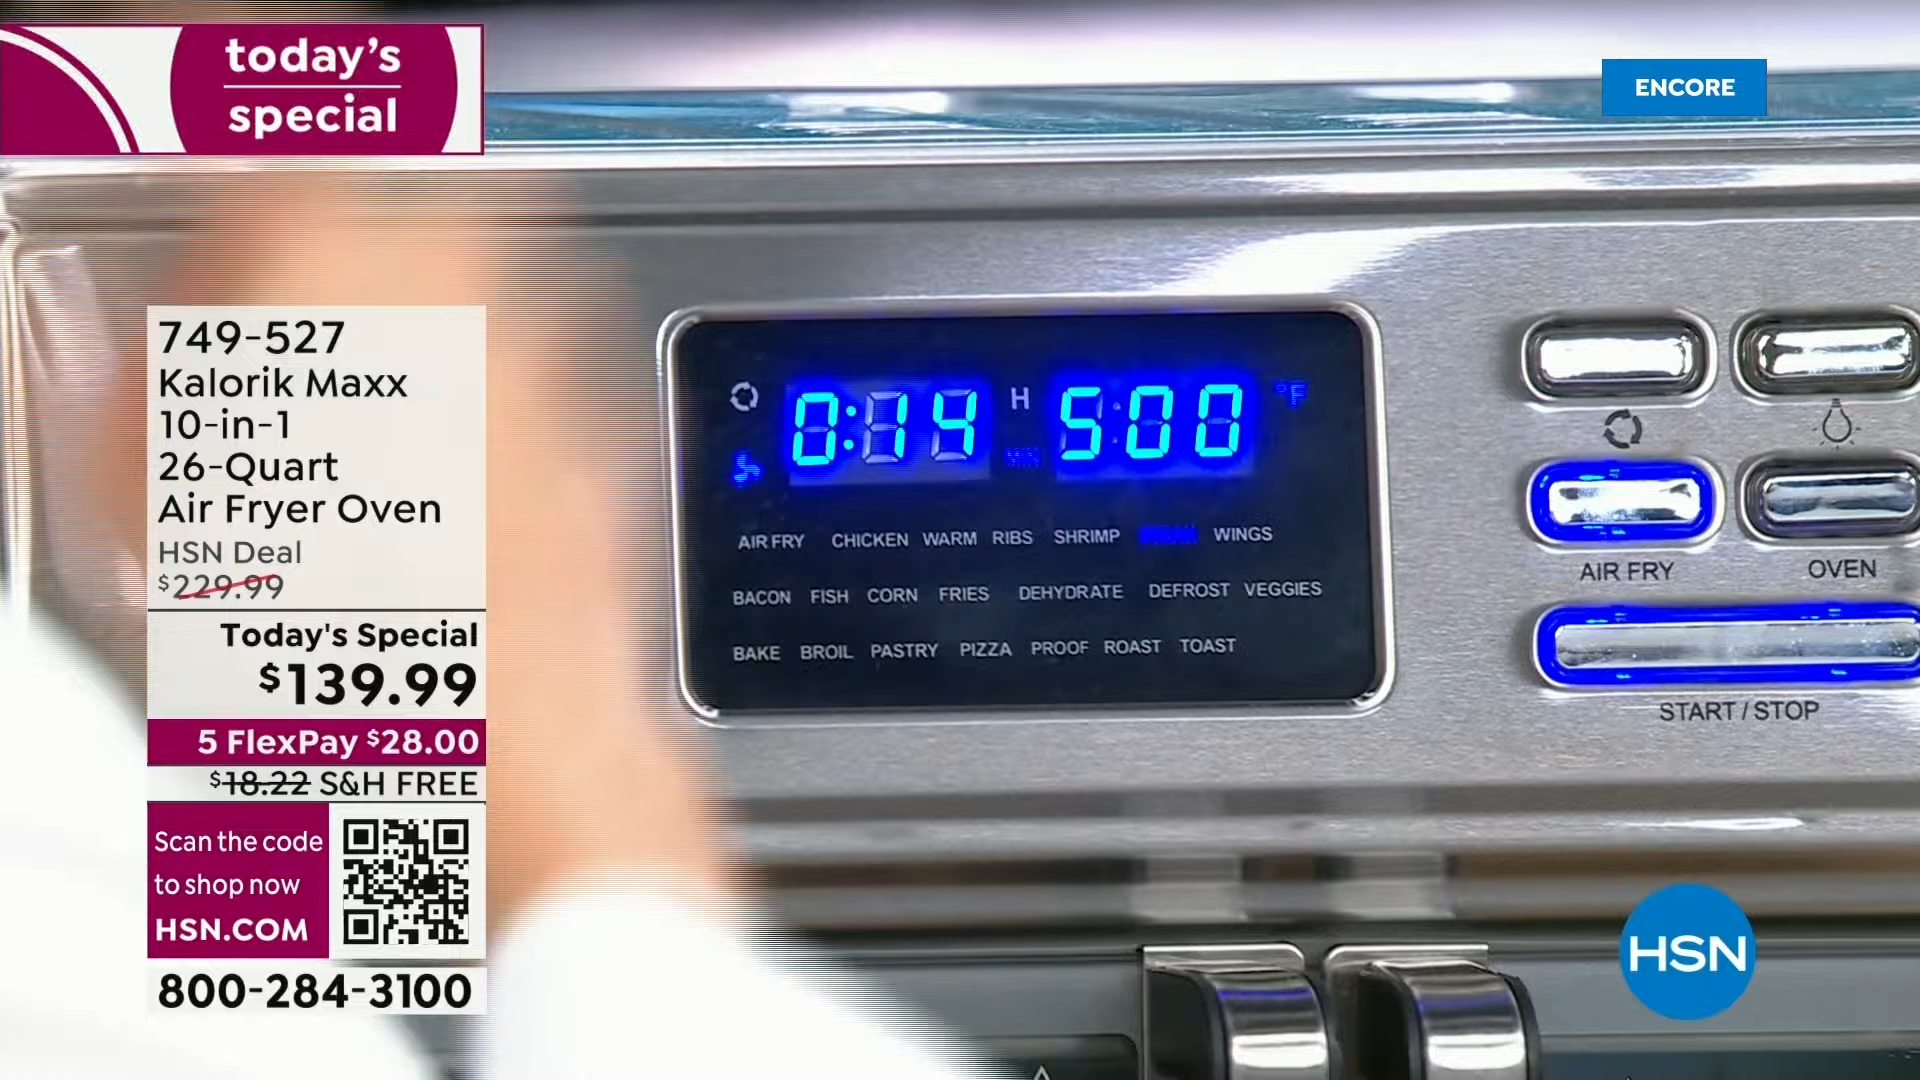 today's
special
ENCORE
749-527
Kalorik Maxx
10-in-1
26-Quart
Air Fryer Oven
HSN Deal
$229.99
Today's Special
$139.99
5 FlexPay $28.00
$18.22 S&H FREE
Scan the code
to shop now
HSN.COM
800-284-3100
0:14 H 500 °F
MIN
AIR FRY CHICKEN WARM RIBS SHRIMP WINGS
BACON FISH CORN FRIES DEHYDRATE DEFROST VEGGIES
BAKE BROIL PASTRY PIZZA PROOF ROAST TOAST
AIR FRY OVEN
START / STOP
HSN